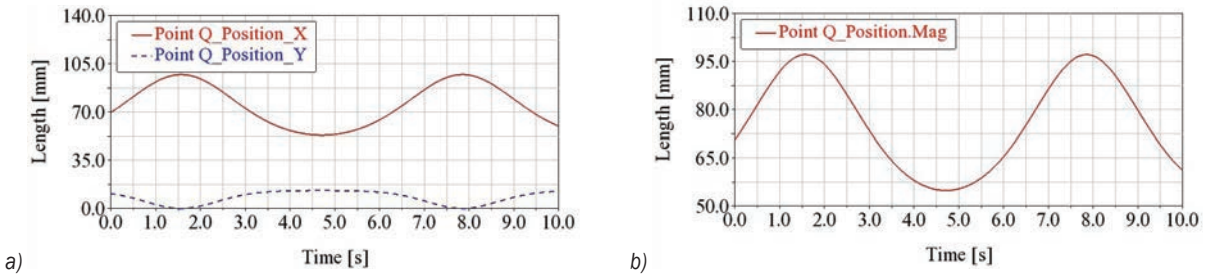 140.0
105.0
70.0
35.0
0.0
Length [mm]
Point Q_Position_X
Point Q_Position_Y
0.0 1.0 2.0 3.0 4.0 5.0 6.0 7.0 8.0 9.0 10.0
Time [s]
a)
110.0
95.0
80.0
65.0
50.0
Length [mm]
Point Q_Position.Mag
0.0 1.0 2.0 3.0 4.0 5.0 6.0 7.0 8.0 9.0 10.0
Time [s]
b)